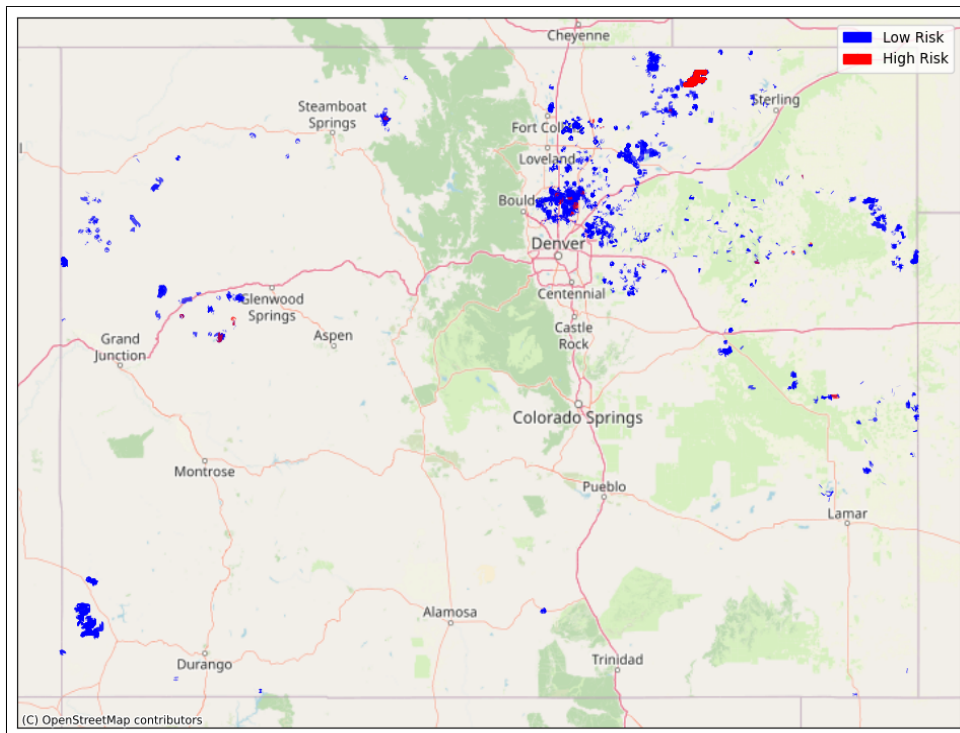 Cheyenne
Low Risk
High Risk
Sterling
Steamboat
Springs
Fort Col
Loveland
Bould
Denver
Centennial
Glenwood
Springs
Castle
Rock
Aspen
Grand
Junction
Colorado Springs
Montrose
Pueblo
Lamar
Alamosa
Durango
Trinidad
(C) OpenStreetMap contributors